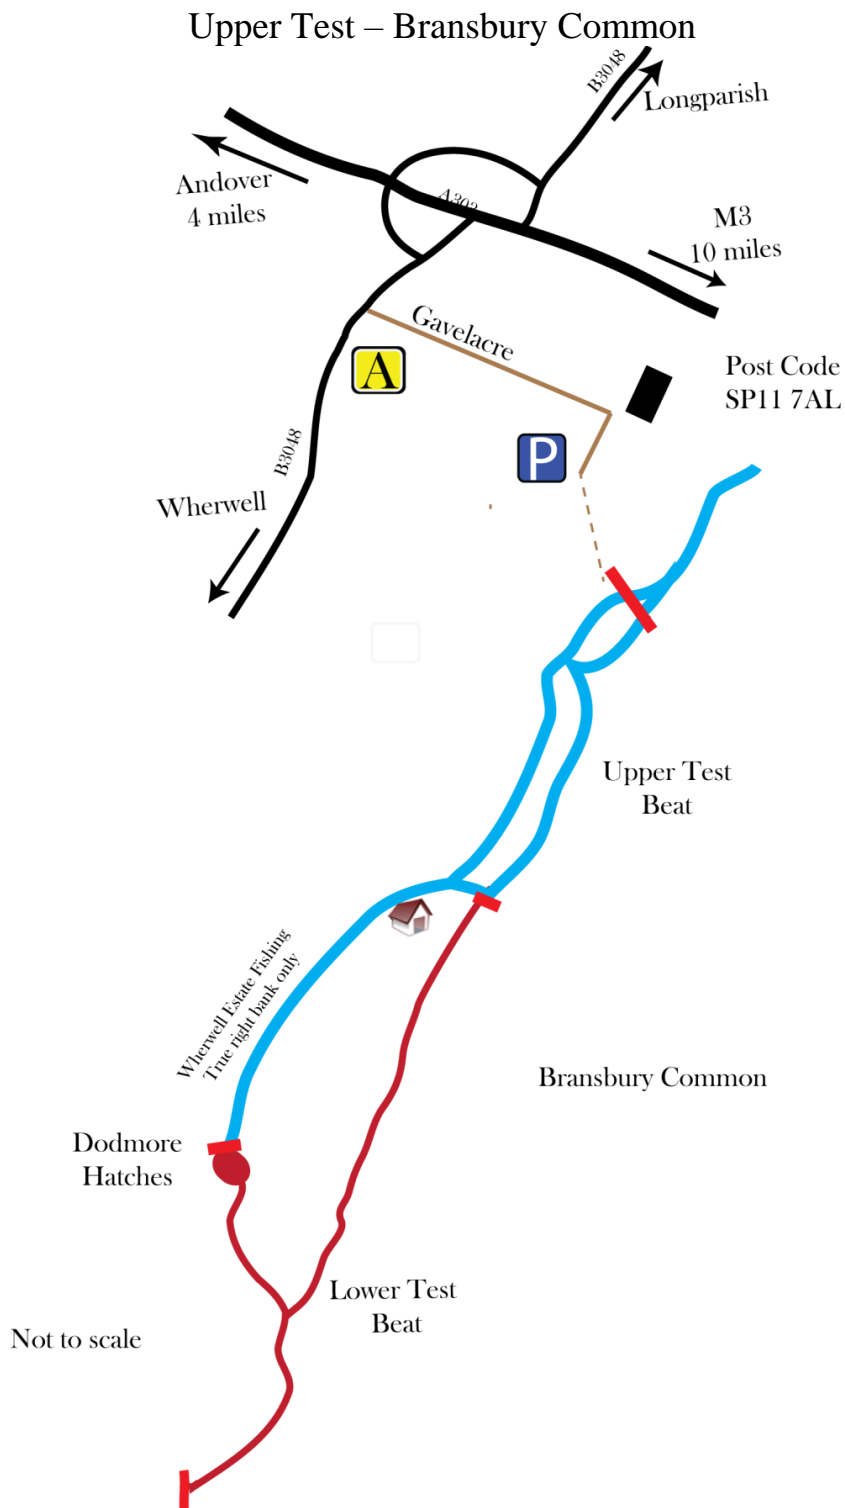 Upper Test – Bransbury Common
B3048
Longparish
Andover
4 miles
A303
M3
10 miles
Gavelacre
A
Post Code
SP11 7AL
P
B3048
Wherwell
Upper Test
Beat
Wherwell Estate Fishing
True right bank only
Bransbury Common
Dodmore
Hatches
Lower Test
Beat
Not to scale